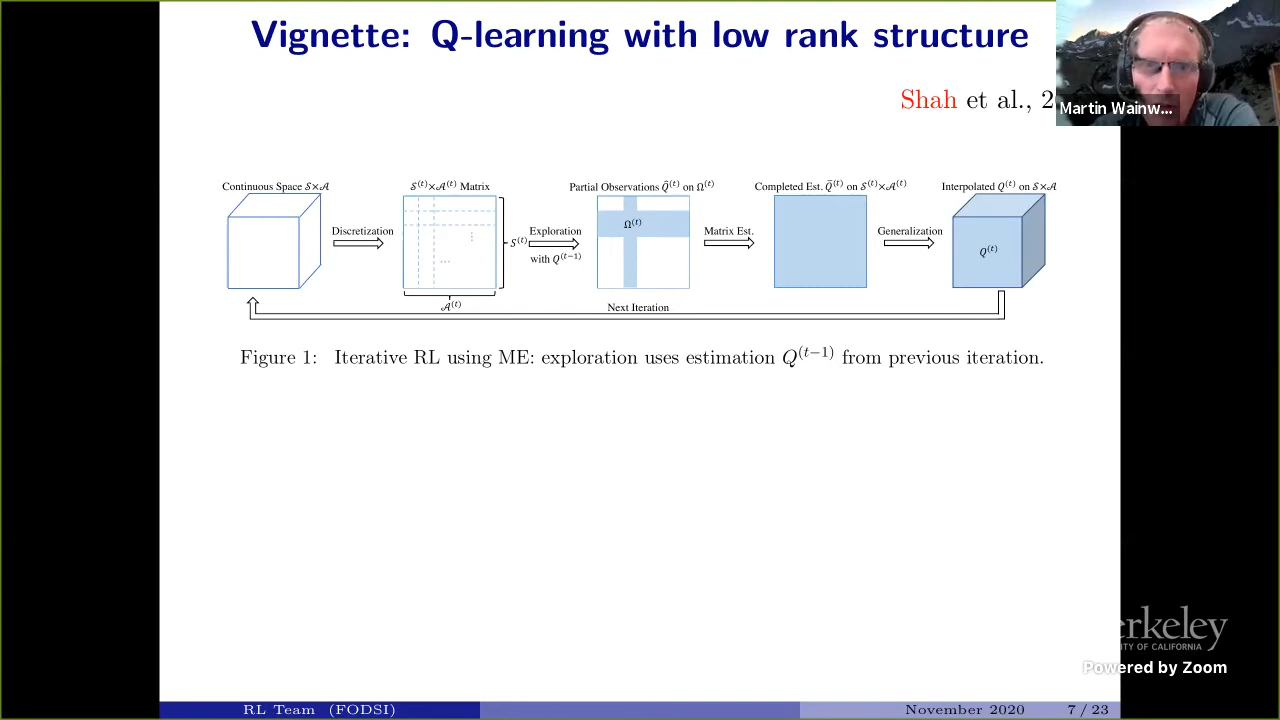 Vignette: Q-learning with low rank structure
Shah et al., 2
Martin Wainw...
Continuous Space 𝒮×𝒜
Discretization
𝒮⁽ᵗ⁾×𝒜⁽ᵗ⁾ Matrix
⋮
...
S⁽ᵗ⁾
𝒜⁽ᵗ⁾
Exploration
with Q⁽ᵗ⁻¹⁾
Partial Observations Q̂⁽ᵗ⁾ on Ω⁽ᵗ⁾
Ω⁽ᵗ⁾
Matrix Est.
Completed Est. Q̄⁽ᵗ⁾ on 𝒮⁽ᵗ⁾×𝒜⁽ᵗ⁾
Generalization
Interpolated Q⁽ᵗ⁾ on 𝒮×𝒜
Q⁽ᵗ⁾
Next Iteration
Figure 1: Iterative RL using ME: exploration uses estimation Q⁽ᵗ⁻¹⁾ from previous iteration.
erkeley
TY OF CALIFORNIA
Powered by Zoom
RL Team (FODSI)
November 2020
7 / 23